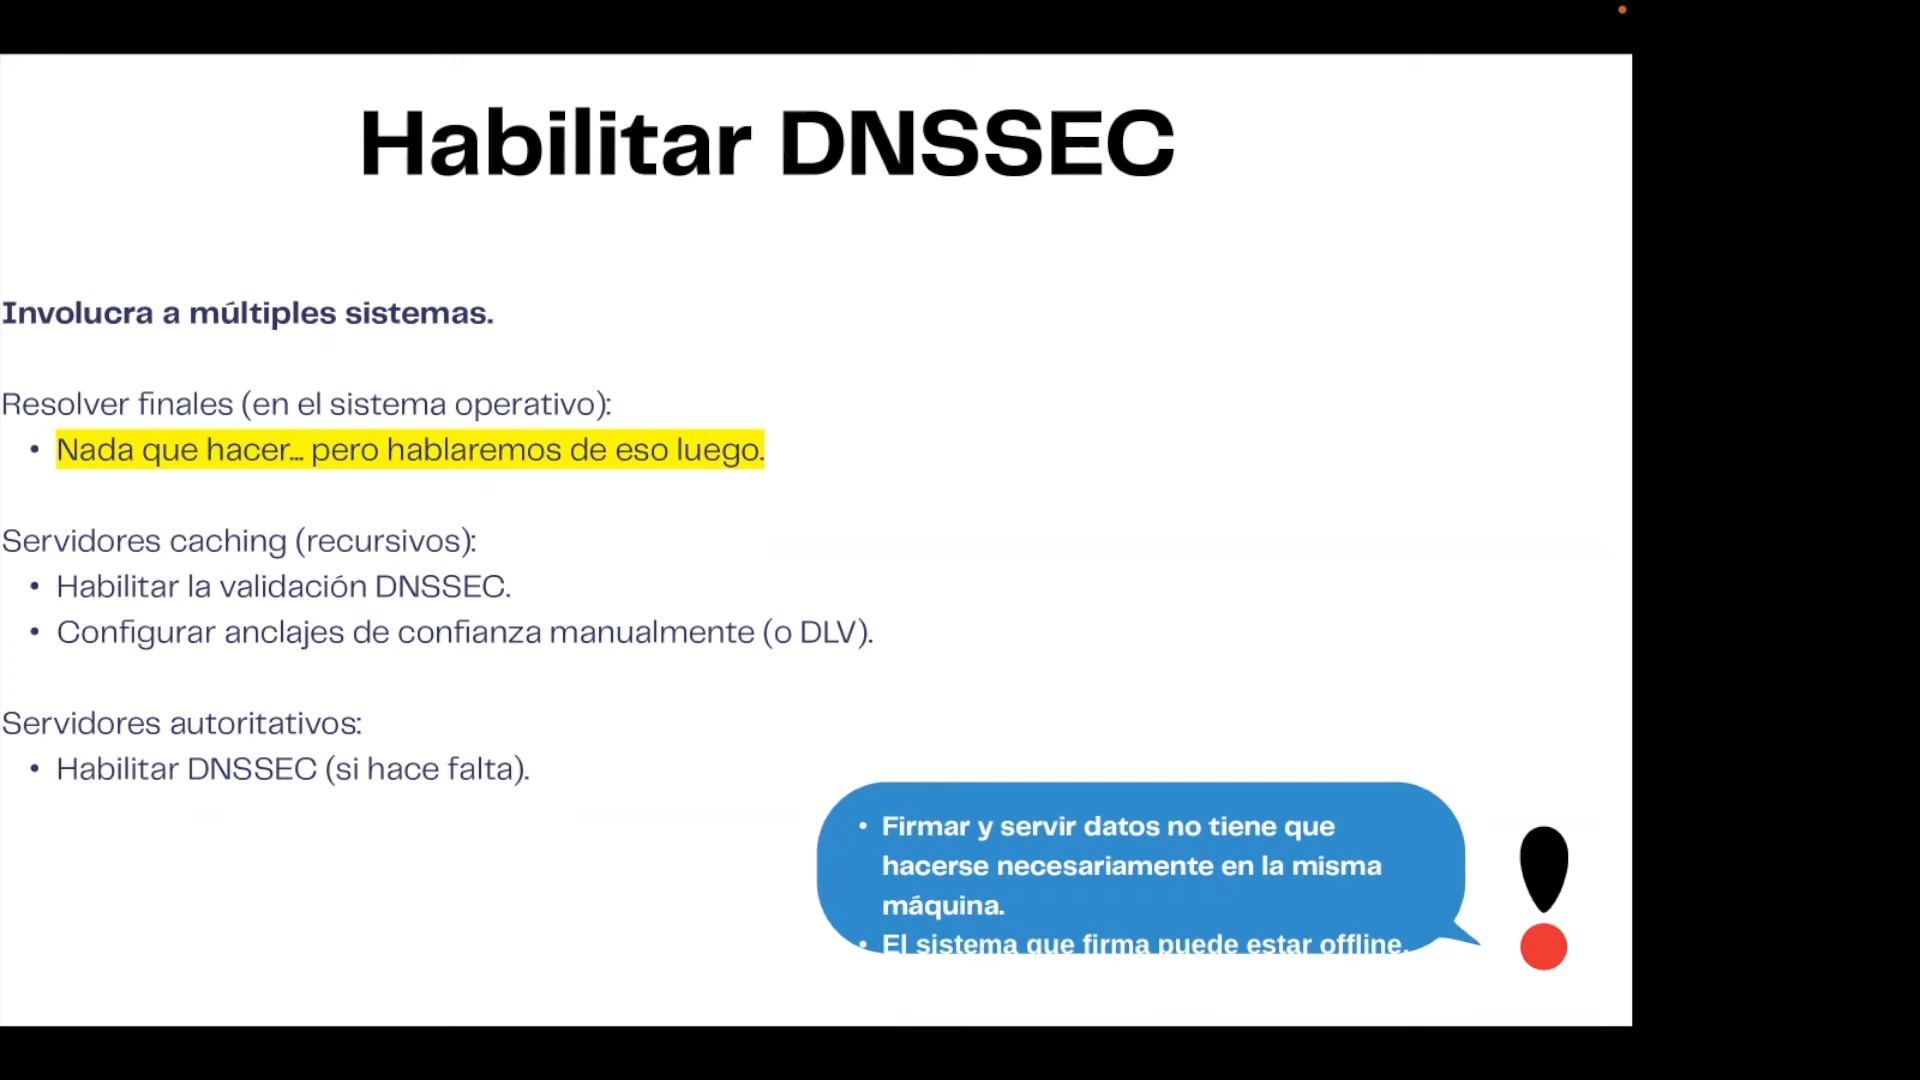 Habilitar DNSSEC
Involucra a múltiples sistemas.
Resolver finales (en el sistema operativo):
• Nada que hacer... pero hablaremos de eso luego.
Servidores caching (recursivos):
• Habilitar la validación DNSSEC.
• Configurar anclajes de confianza manualmente (o DLV).
Servidores autoritativos:
• Habilitar DNSSEC (si hace falta).
• Firmar y servir datos no tiene que
hacerse necesariamente en la misma
máquina.
• El sistema que firma puede estar offline.